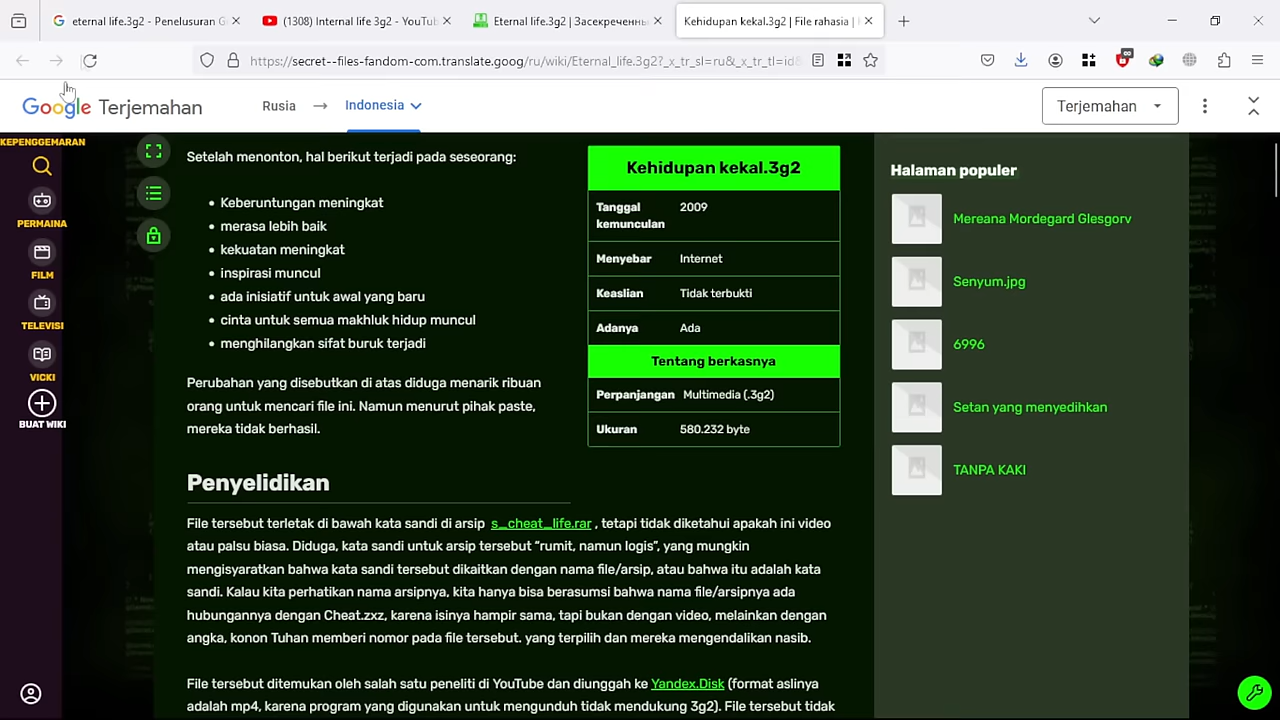 eternal life.3g2 - Penelusuran G
(1308) Internal life 3g2 - YouTub
Eternal life.3g2 | Засекреченны
Kehidupan kekal.3g2 | File rahasia |
https://secret--files-fandom-com.translate.goog/ru/wiki/Eternal_life.3g2?_x_tr_sl=ru&_x_tr_tl=id&
Google Terjemahan
Rusia
Indonesia
Terjemahan
KEPENGGEMARAN
PERMAINA
FILM
TELEVISI
VICKI
BUAT WIKI
Setelah menonton, hal berikut terjadi pada seseorang:
• Keberuntungan meningkat
• merasa lebih baik
• kekuatan meningkat
• inspirasi muncul
• ada inisiatif untuk awal yang baru
• cinta untuk semua makhluk hidup muncul
• menghilangkan sifat buruk terjadi
Perubahan yang disebutkan di atas diduga menarik ribuan
orang untuk mencari file ini. Namun menurut pihak paste,
mereka tidak berhasil.
Kehidupan kekal.3g2
Tanggal kemunculan 2009
Menyebar Internet
Keaslian Tidak terbukti
Adanya Ada
Tentang berkasnya
Perpanjangan Multimedia (.3g2)
Ukuran 580.232 byte
Penyelidikan
File tersebut terletak di bawah kata sandi di arsip s_cheat_life.rar , tetapi tidak diketahui apakah ini video
atau palsu biasa. Diduga, kata sandi untuk arsip tersebut “rumit, namun logis”, yang mungkin
mengisyaratkan bahwa kata sandi tersebut dikaitkan dengan nama file/arsip, atau bahwa itu adalah kata
sandi. Kalau kita perhatikan nama arsipnya, kita hanya bisa berasumsi bahwa nama file/arsipnya ada
hubungannya dengan Cheat.zxz, karena isinya hampir sama, tapi bukan dengan video, melainkan dengan
angka, konon Tuhan memberi nomor pada file tersebut. yang terpilih dan mereka mengendalikan nasib.
File tersebut ditemukan oleh salah satu peneliti di YouTube dan diunggah ke Yandex.Disk (format aslinya
adalah mp4, karena program yang digunakan untuk mengunduh tidak mendukung 3g2). File tersebut tidak
Halaman populer
Mereana Mordegard Glesgorv
Senyum.jpg
6996
Setan yang menyedihkan
TANPA KAKI